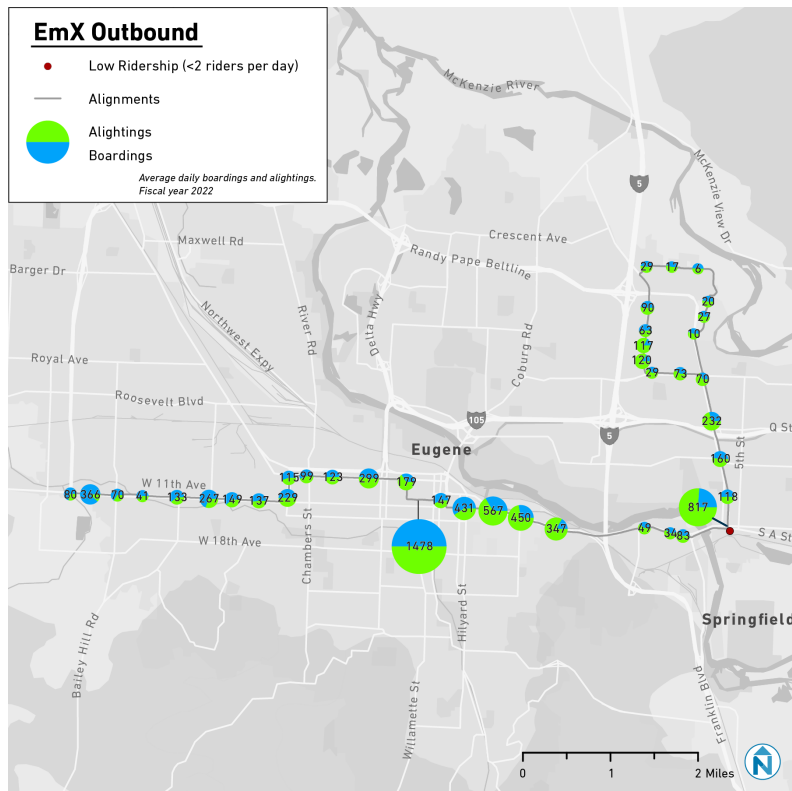 EmX Outbound
Low Ridership (<2 riders per day)
Alignments
Alightings
Boardings
Average daily boardings and alightings.
Fiscal year 2022
McKenzie River
5
McKenzie View Dr
Maxwell Rd
Crescent Ave
Randy Pape Beltline
Barger Dr
Northwest Expy
River Rd
Delta Hwy
Coburg Rd
29
17
6
20
90
27
63
10
117
120
29
73
70
Royal Ave
Roosevelt Blvd
105
5
232
Q St
Eugene
160
5th St
W 11th Ave
80
366
70
41
133
267
149
137
229
115
99
123
299
179
147
431
567
450
347
49
34
83
817
118
S A St
W 18th Ave
Chambers St
1478
Hilyard St
Springfield
Bailey Hill Rd
Willamette St
Franklin Blvd
0
1
2 Miles
N